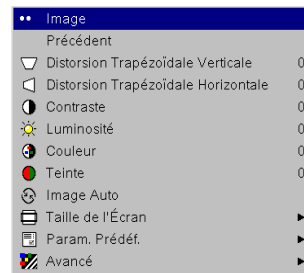 Image
Précédent
Distorsion Trapézoïdale Verticale 0
Distorsion Trapézoïdale Horizontale 0
Contraste 0
Luminosité 0
Couleur 0
Teinte 0
Image Auto
Taille de l'Écran
Param. Prédéf.
Avancé